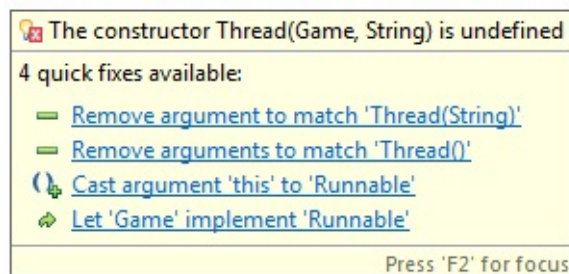 The constructor Thread(Game, String) is undefined
4 quick fixes available:
Remove argument to match 'Thread(String)'
Remove arguments to match 'Thread()'
Cast argument 'this' to 'Runnable'
Let 'Game' implement 'Runnable'
Press 'F2' for focus